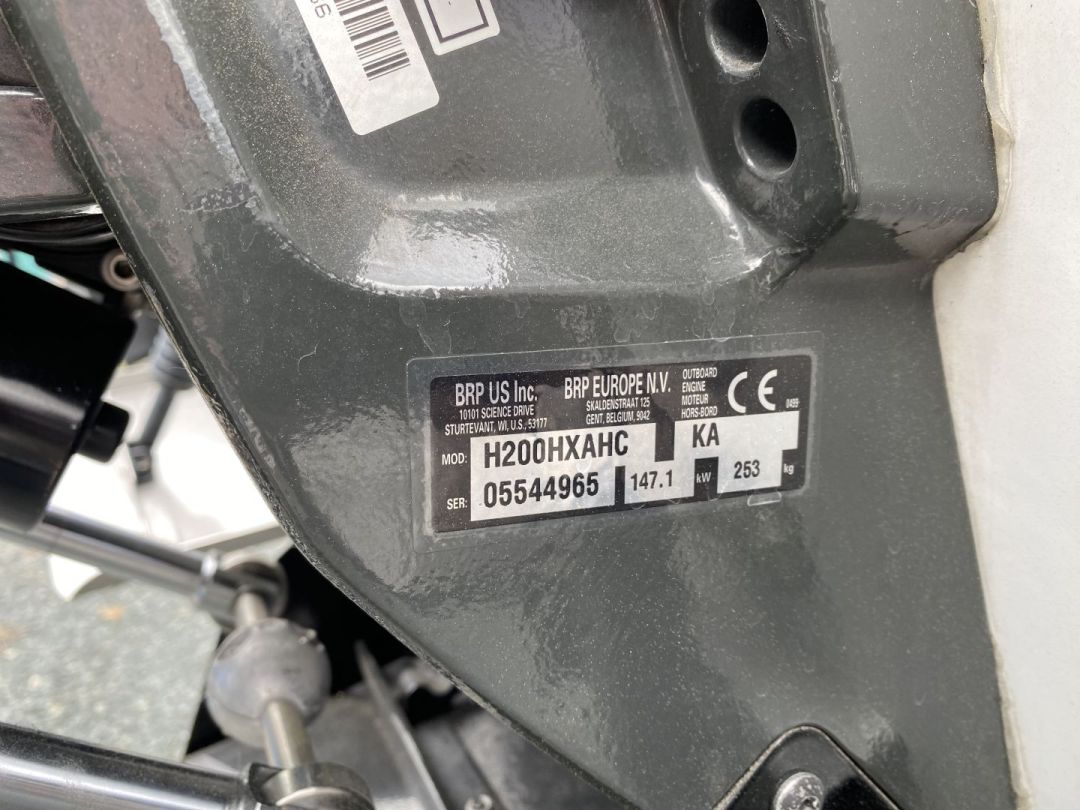 BRP US Inc.
10101 SCIENCE DRIVE
STURTEVANT, WI, U.S., 53177
BRP EUROPE N.V.
SKALDENSTRAAT 125
GENT, BELGIUM, 9042
OUTBOARD
ENGINE
MOTEUR
HORS-BORD
CE
0499
MOD: H200HXAHC KA
SER: 05544965 147.1 kW 253 kg